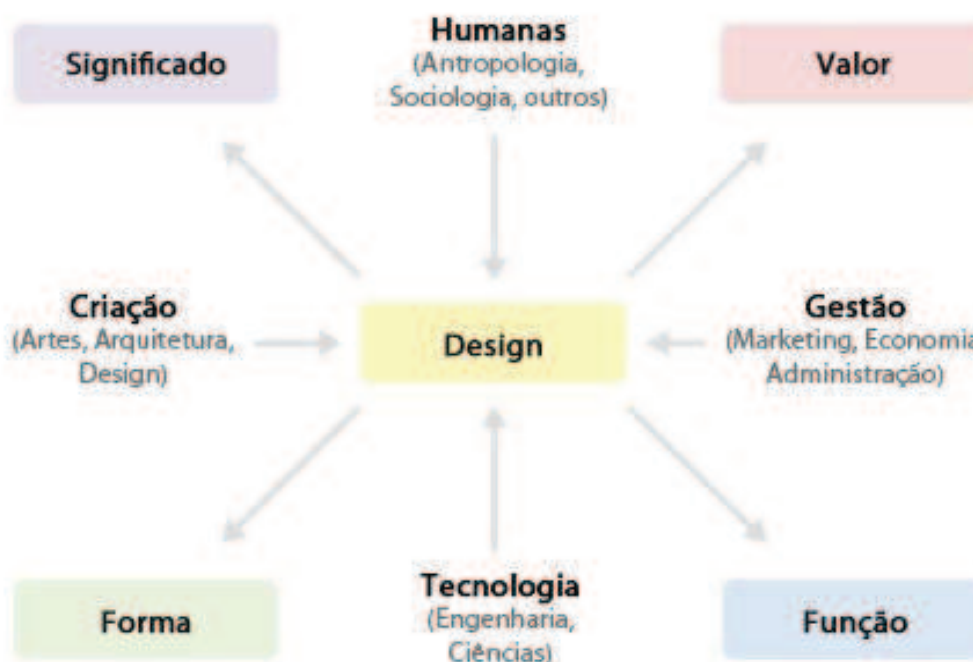 Significado
Humanas
(Antropologia,
Sociologia, outros)
Valor
Criação
(Artes, Arquitetura,
Design)
Design
Gestão
(Marketing, Economia
Administração)
Forma
Tecnologia
(Engenharia,
Ciências)
Função